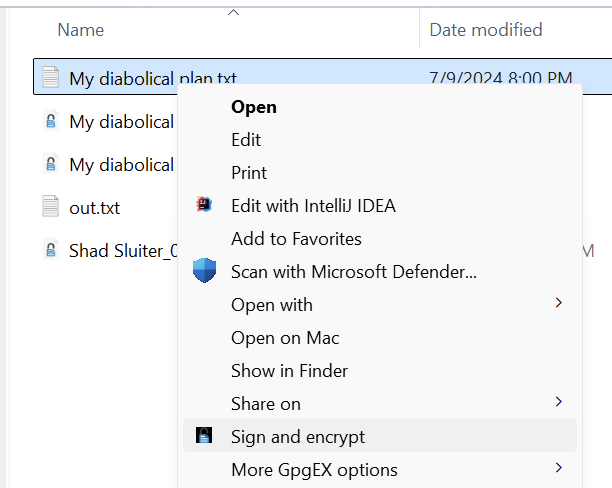 Name Date modified
My diabolical plan.txt 7/9/2024 8:00 PM
My diabolical
My diabolical
out.txt
Shad Sluiter_0 M
Open
Edit
Print
Edit with IntelliJ IDEA
Add to Favorites
Scan with Microsoft Defender...
Open with
Open on Mac
Show in Finder
Share on
Sign and encrypt
More GpgEX options